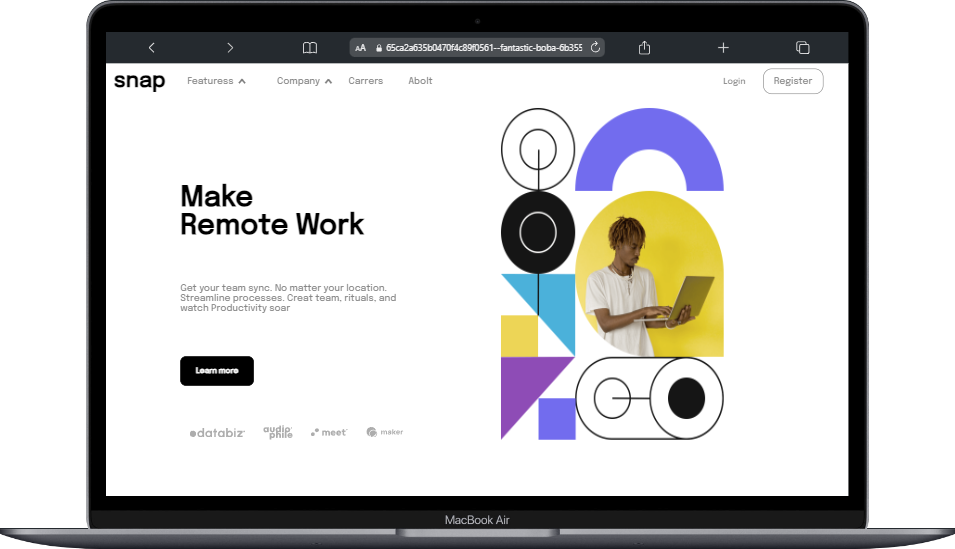 AA 65ca2a635b0470f4c89f0561--fantastic-boba-6b355
snap Featuress Company Carrers Abolt Login Register
Make
Remote Work
Get your team sync. No matter your location.
Streamline processes. Creat team, rituals, and
watch Productivity soar
Learn more
databiz audiophile meet maker
MacBook Air